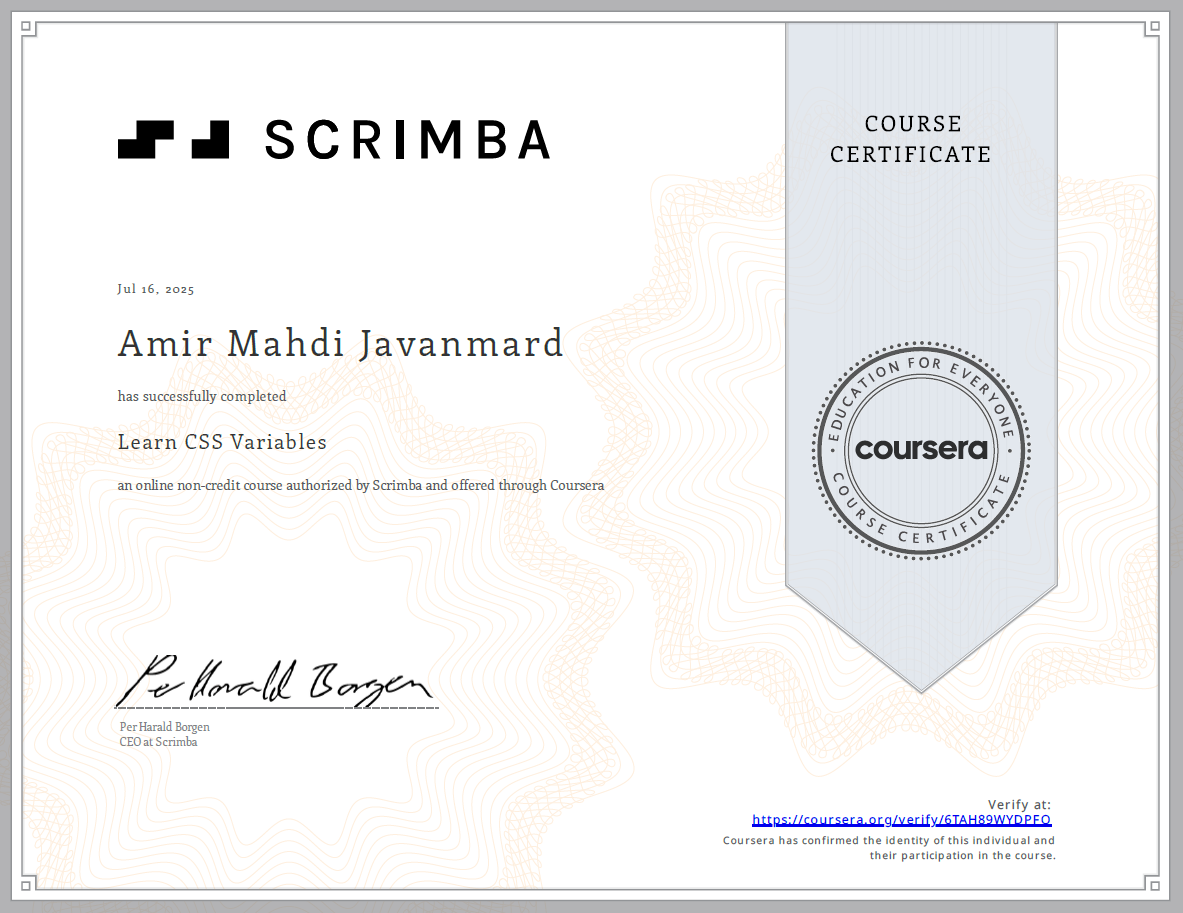 SCRIMBA
COURSE
CERTIFICATE
Jul 16, 2025
Amir Mahdi Javanmard
has successfully completed
Learn CSS Variables
an online non-credit course authorized by Scrimba and offered through Coursera
EDUCATION FOR EVERYONE
coursera
COURSE CERTIFICATE
Per Harald Borgen
Per Harald Borgen
CEO at Scrimba
Verify at:
https://coursera.org/verify/6TAH89WYDPFO
Coursera has confirmed the identity of this individual and
their participation in the course.